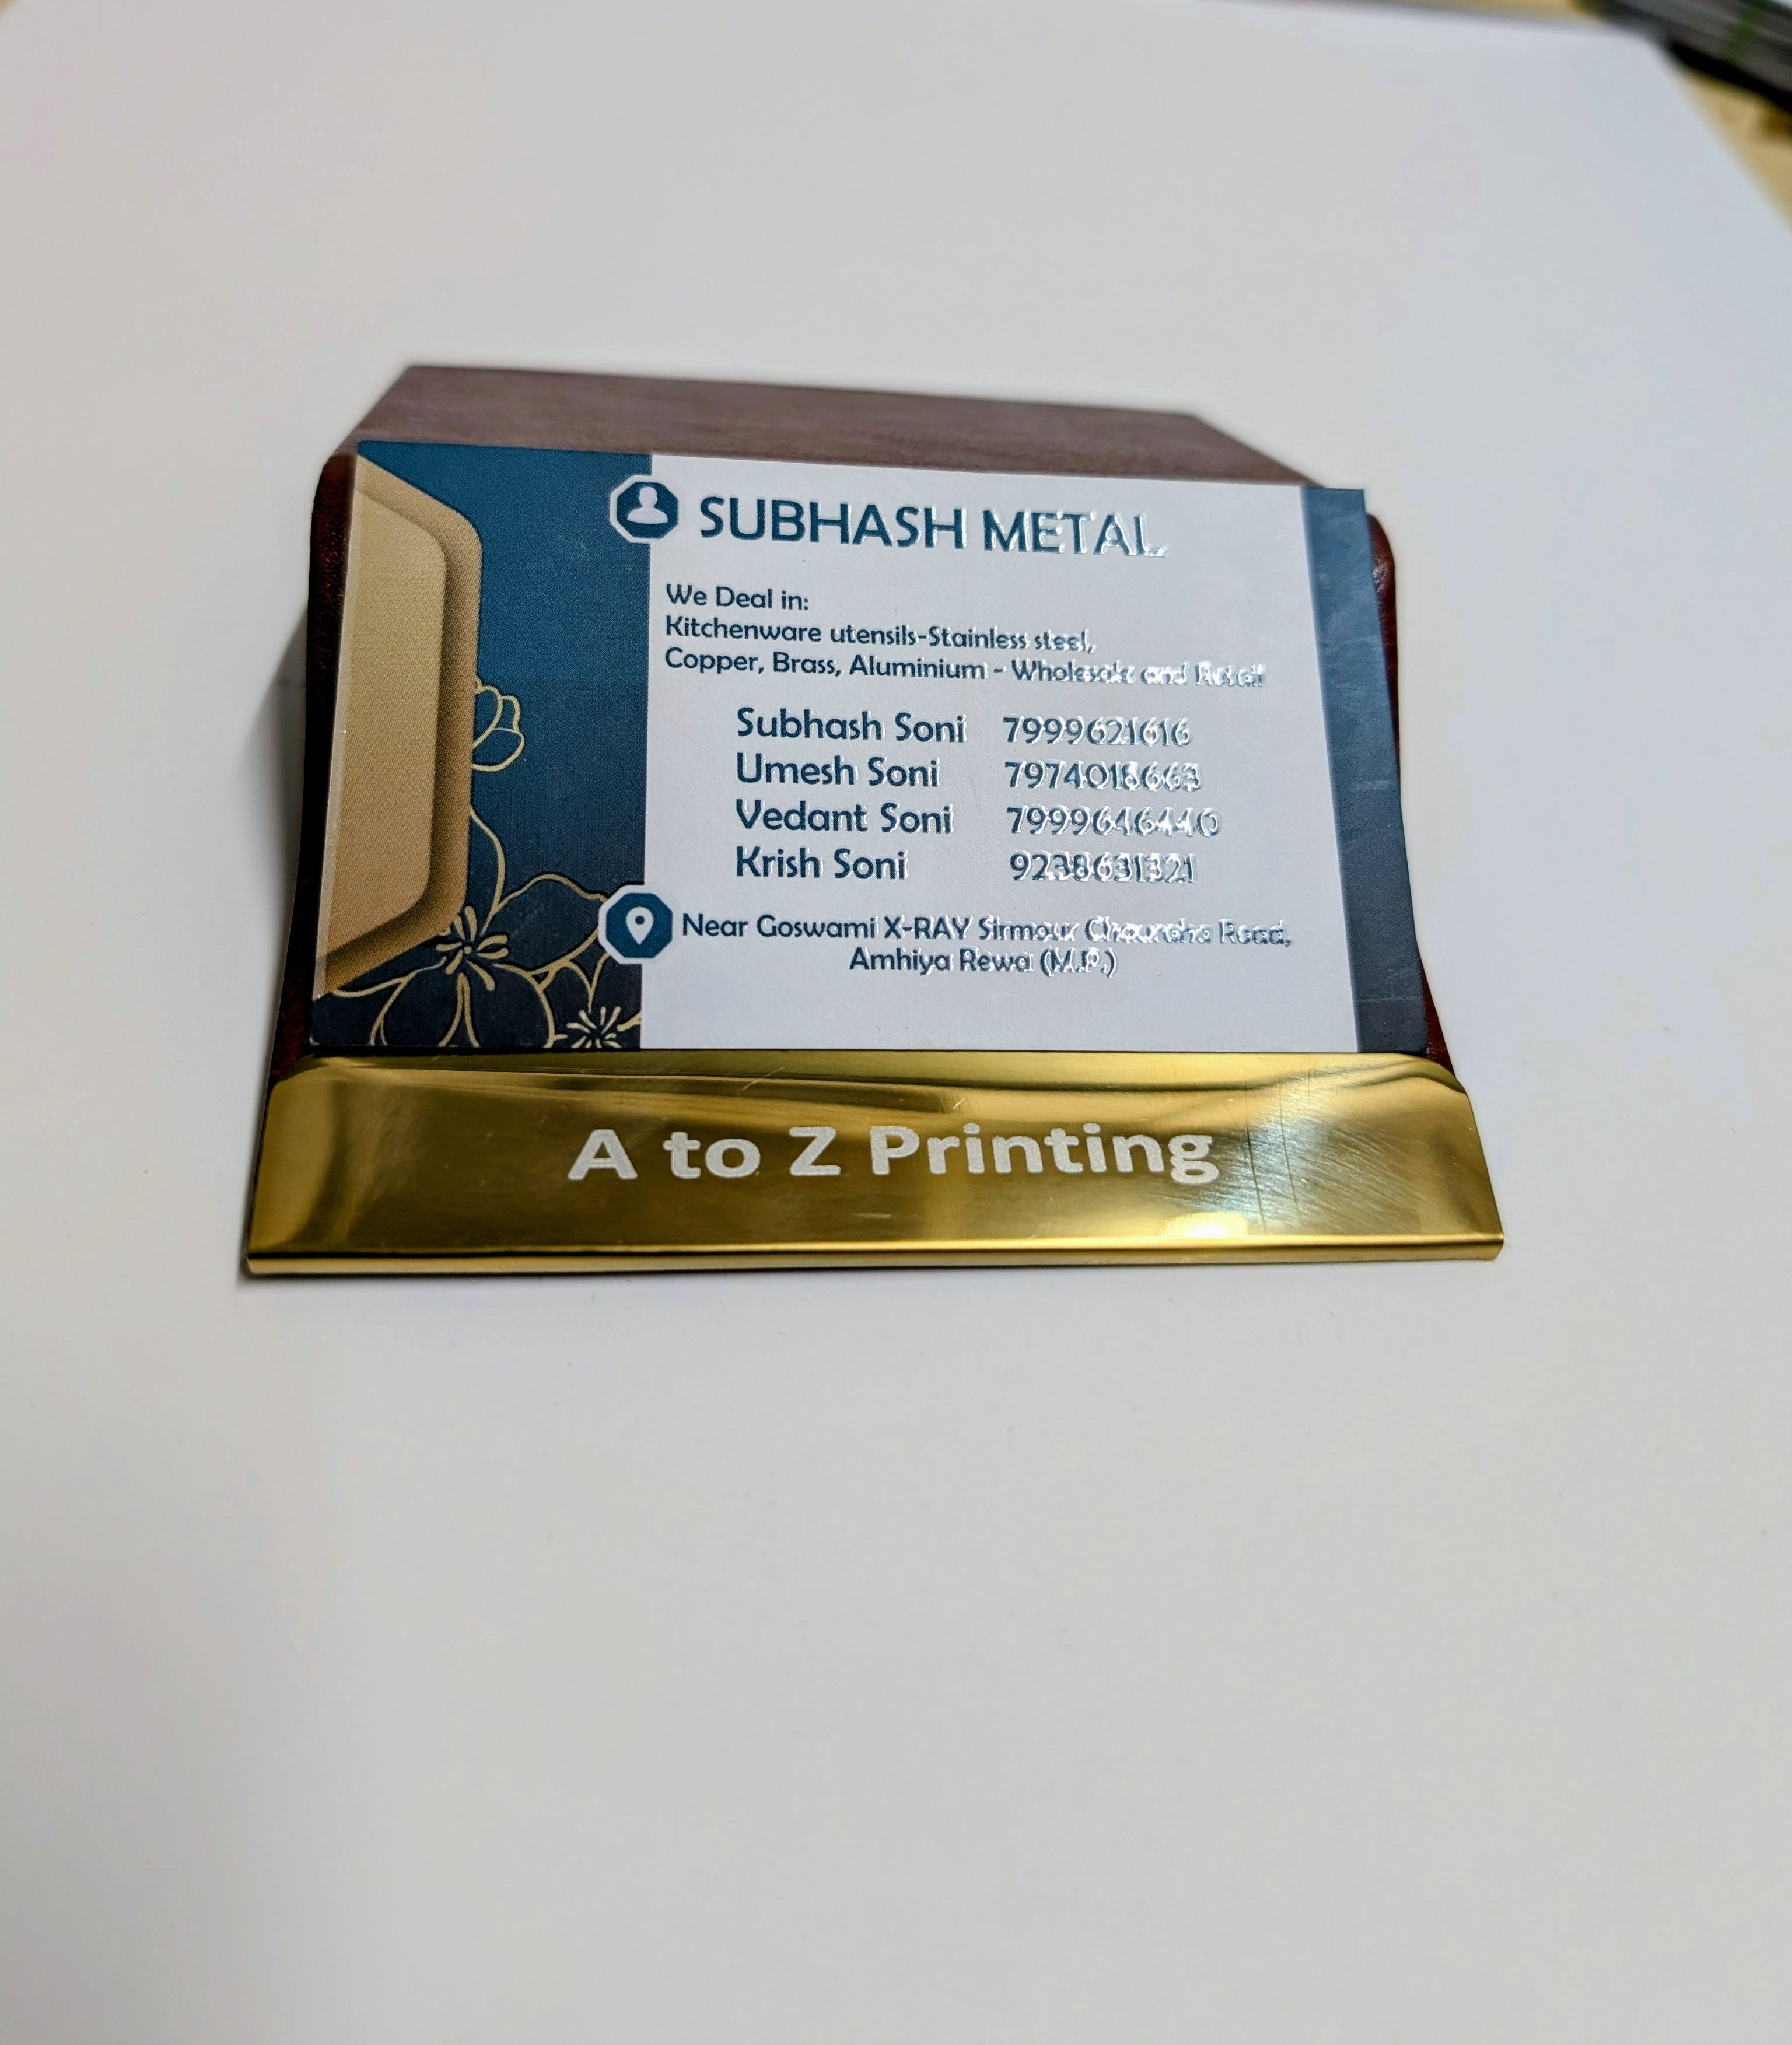 SUBHASH METAL
We Deal in:
Kitchenware utensils-Stainless steel,
Copper, Brass, Aluminium - Wholesale and Retail
Subhash Soni 7999621616
Umesh Soni 7974018663
Vedant Soni 7999646440
Krish Soni 9238631321
Near Goswami X-RAY Sirmour Chouraha Road,
Amhiya Rewa (M.P.)
A to Z Printing